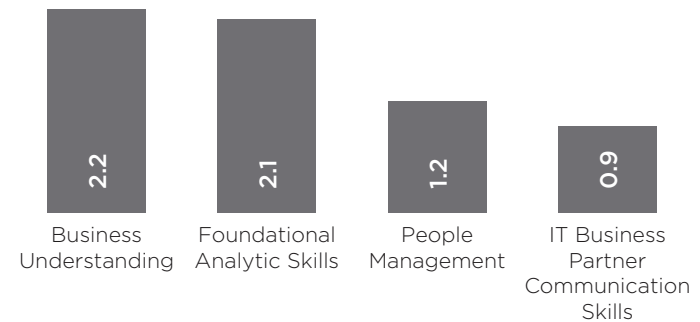 2.2
2.1
1.2
0.9
Business
Understanding
Foundational
Analytic Skills
People
Management
IT Business
Partner
Communication
Skills